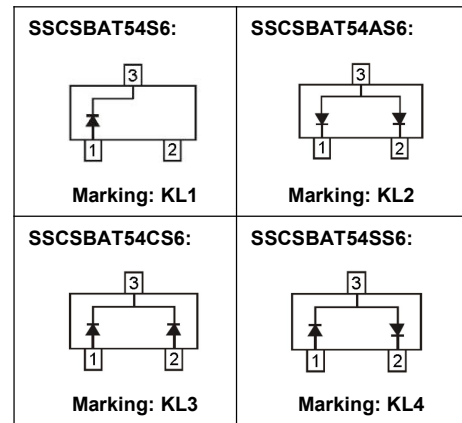 SSCSBAT54S6:
3
1 2
Marking: KL1
SSCSBAT54AS6:
3
1 2
Marking: KL2
SSCSBAT54CS6:
3
1 2
Marking: KL3
SSCSBAT54SS6:
3
1 2
Marking: KL4